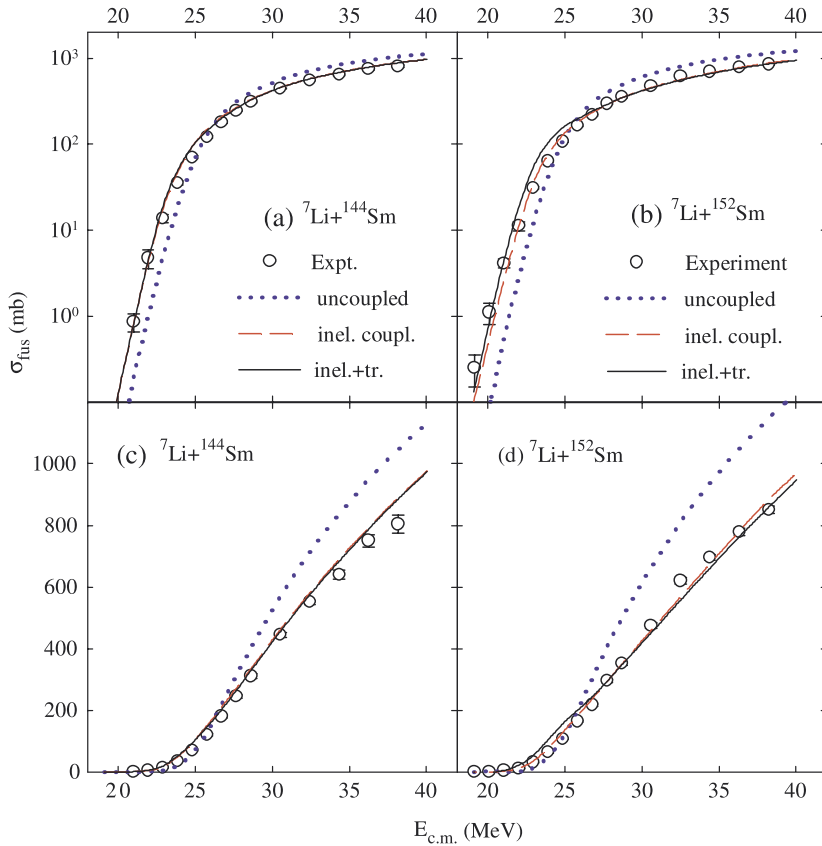 20 25 30 35 40 20 25 30 35 40
10³
10²
10¹
10⁰
σfus (mb)
(a) ⁷Li+¹⁴⁴Sm
Expt.
uncoupled
inel. coupl.
inel.+tr.
(b) ⁷Li+¹⁵²Sm
Experiment
uncoupled
inel. coupl.
inel.+tr.
(c) ⁷Li+¹⁴⁴Sm
(d) ⁷Li+¹⁵²Sm
1000
800
600
400
200
0
20 25 30 35 40 20 25 30 35 40
Ec.m. (MeV)